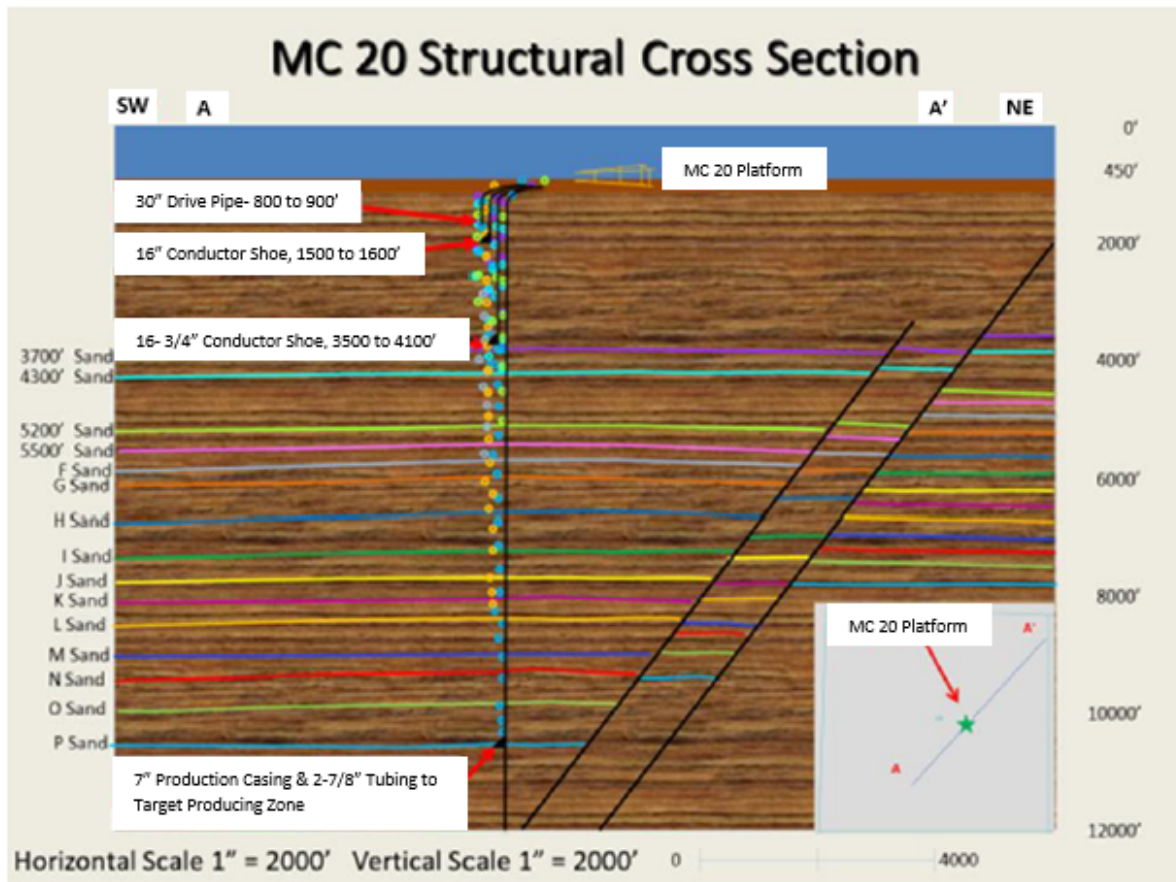 MC 20 Structural Cross Section
SW
A
A'
NE
0'
MC 20 Platform
450'
30" Drive Pipe- 800 to 900'
16" Conductor Shoe, 1500 to 1600'
2000'
16- 3/4" Conductor Shoe, 3500 to 4100'
3700' Sand
4000'
4300' Sand
5200' Sand
5500' Sand
F Sand
6000'
G Sand
H Sand
I Sand
J Sand
8000'
K Sand
L Sand
MC 20 Platform
A'
M Sand
N Sand
O Sand
10000'
P Sand
A
7" Production Casing & 2-7/8" Tubing to
Target Producing Zone
12000'
Horizontal Scale 1" = 2000' Vertical Scale 1" = 2000'
0
4000